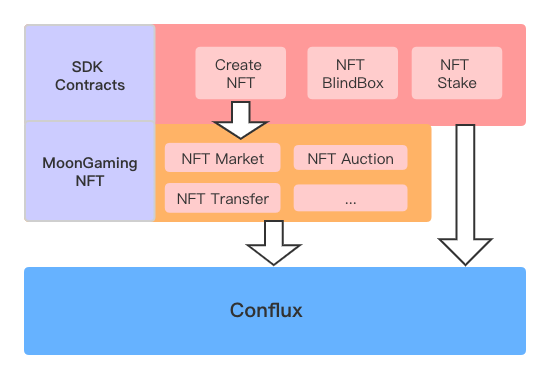 SDK
Contracts
Create
NFT
NFT
BlindBox
NFT
Stake
MoonGaming
NFT
NFT Market
NFT Auction
NFT Transfer
...
Conflux